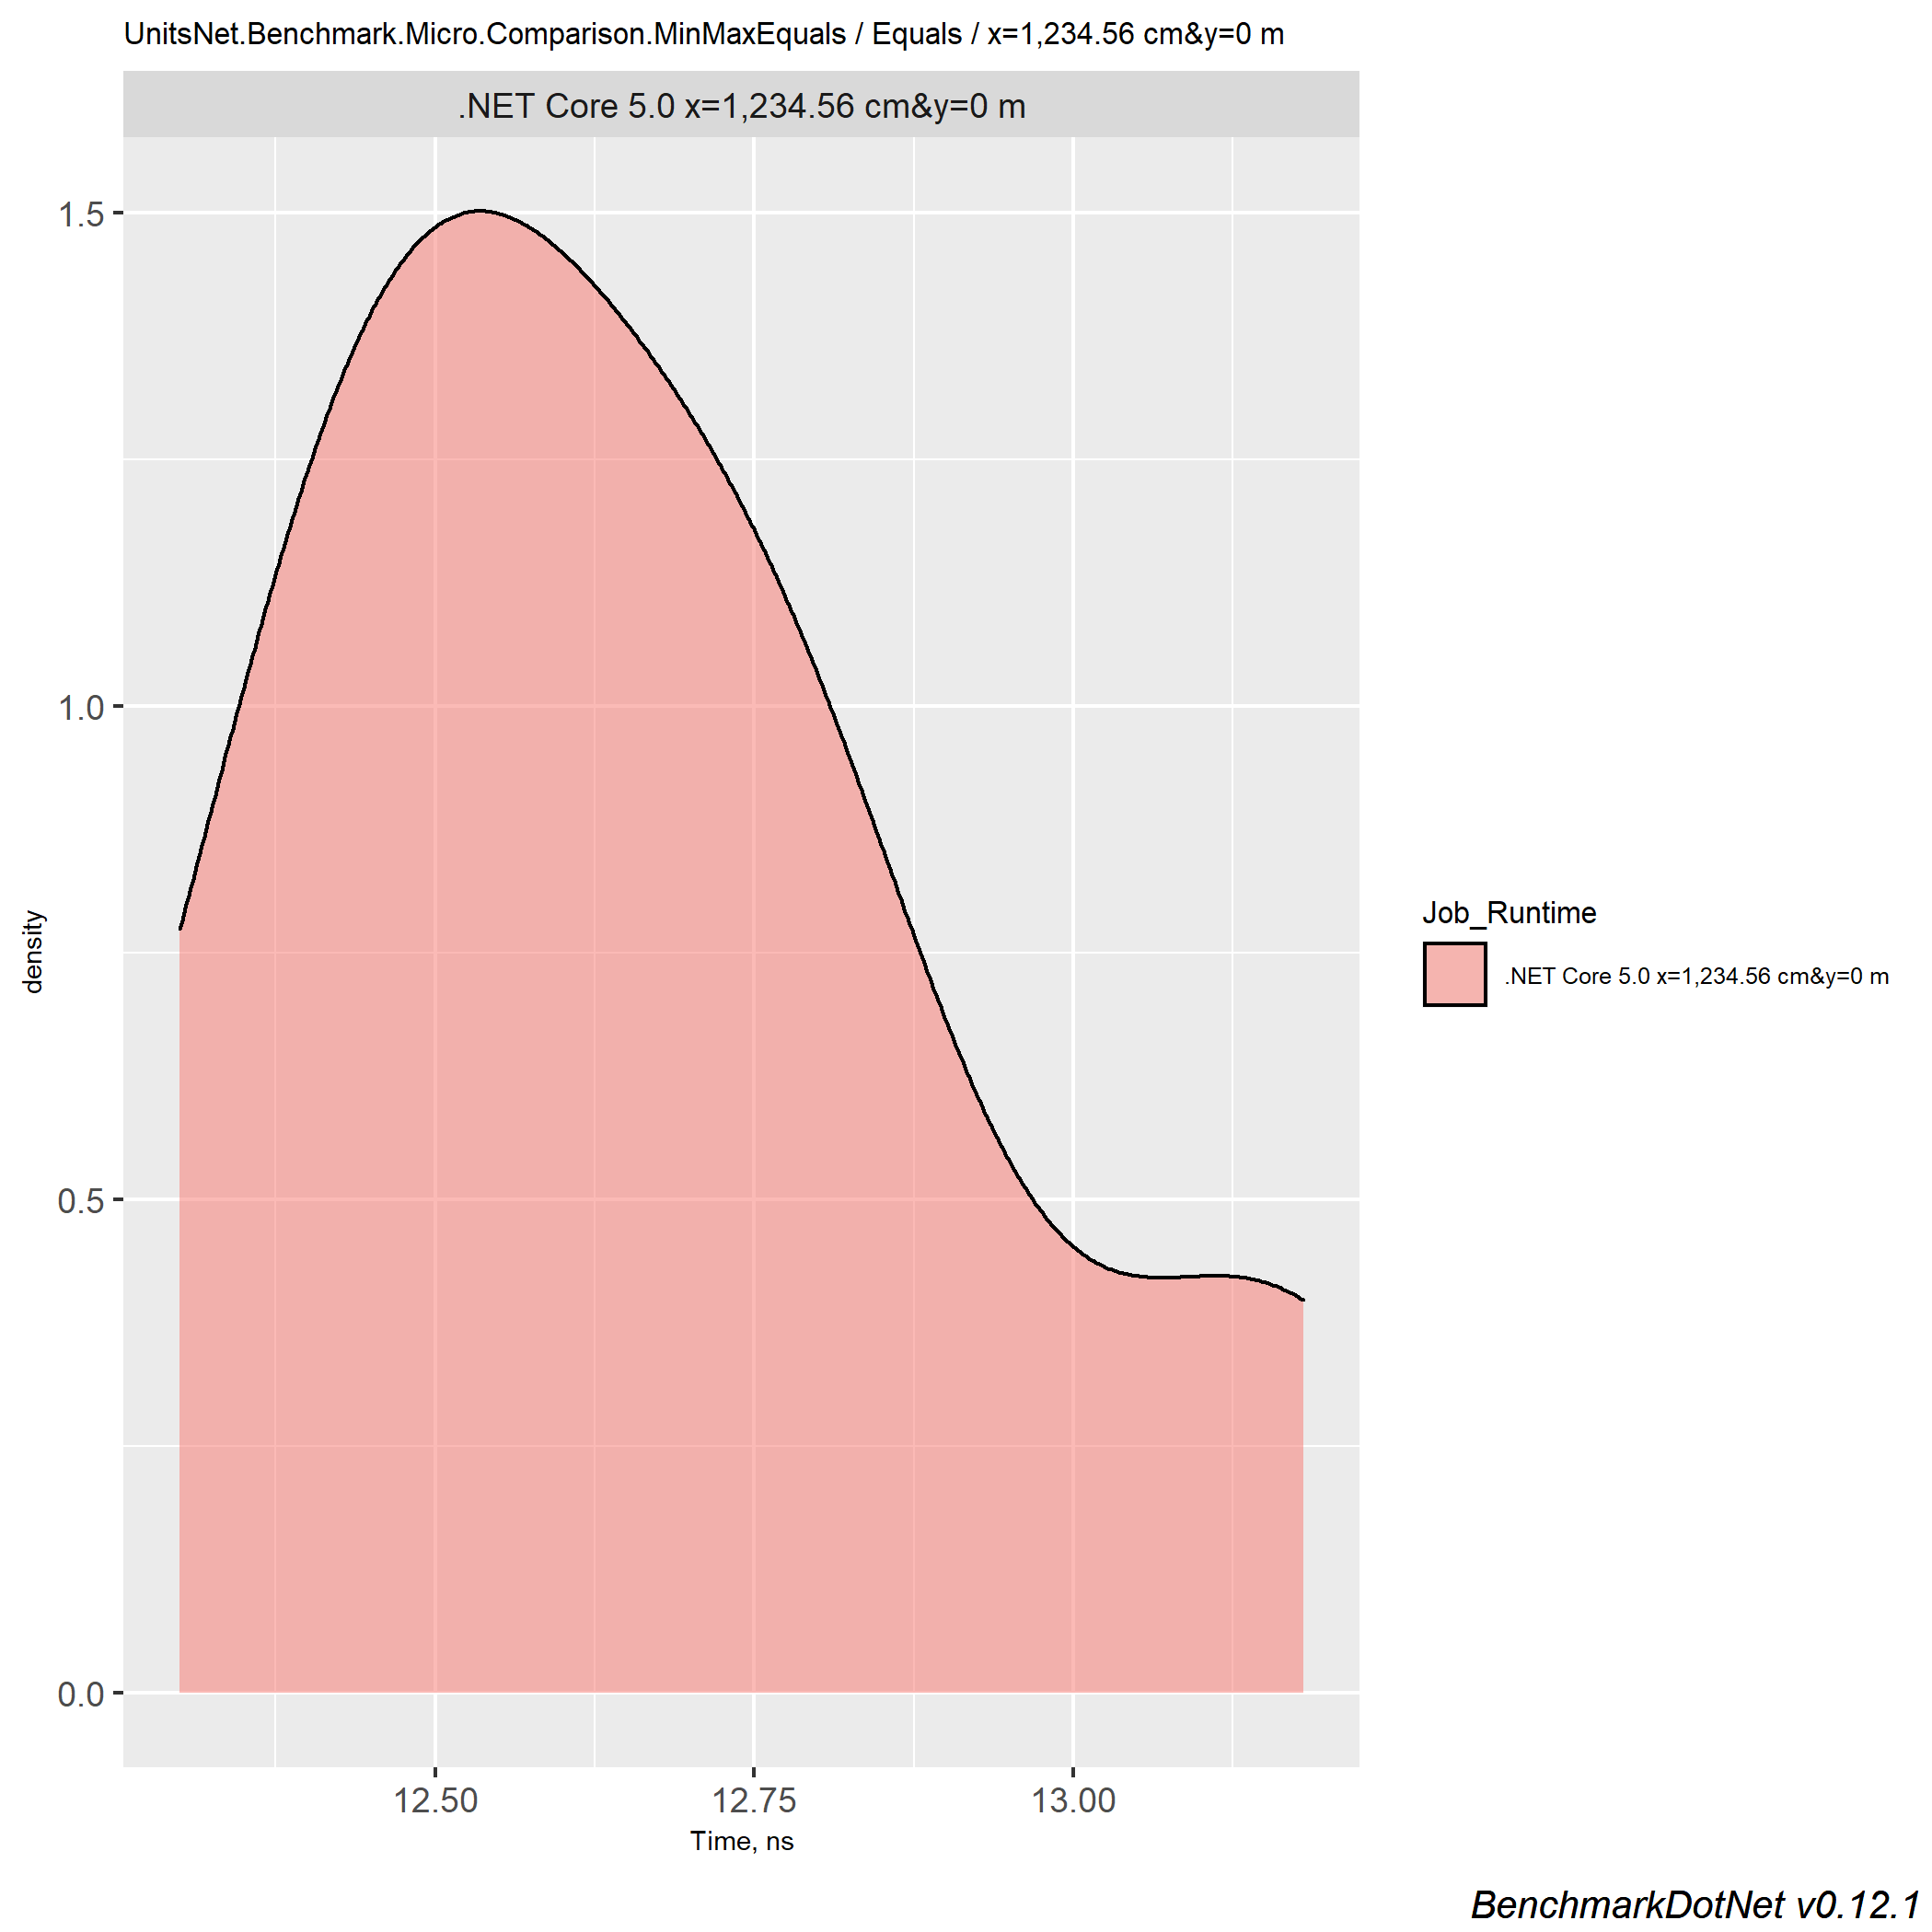 UnitsNet.Benchmark.Micro.Comparison.MinMaxEquals / Equals / x=1,234.56 cm&y=0 m
.NET Core 5.0 x=1,234.56 cm&y=0 m
1.5
1.0
0.5
0.0
density
12.50 12.75 13.00
Time, ns
Job_Runtime
.NET Core 5.0 x=1,234.56 cm&y=0 m
BenchmarkDotNet v0.12.1